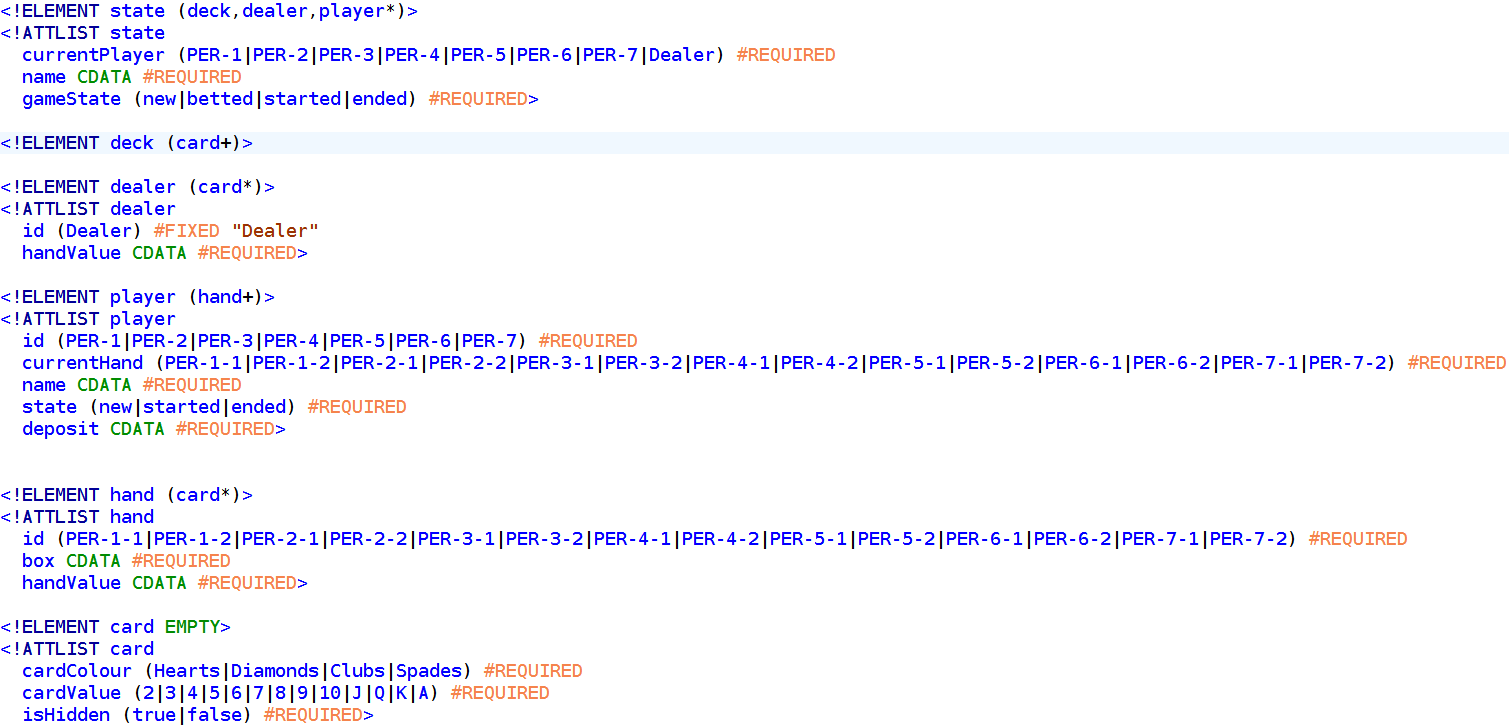 <!ELEMENT state (deck,dealer,player*)>
<!ATTLIST state
  currentPlayer (PER-1|PER-2|PER-3|PER-4|PER-5|PER-6|PER-7|Dealer) #REQUIRED
  name CDATA #REQUIRED
  gameState (new|betted|started|ended) #REQUIRED>

<!ELEMENT deck (card+)>

<!ELEMENT dealer (card*)>
<!ATTLIST dealer
  id (Dealer) #FIXED "Dealer"
  handValue CDATA #REQUIRED>

<!ELEMENT player (hand+)>
<!ATTLIST player
  id (PER-1|PER-2|PER-3|PER-4|PER-5|PER-6|PER-7) #REQUIRED
  currentHand (PER-1-1|PER-1-2|PER-2-1|PER-2-2|PER-3-1|PER-3-2|PER-4-1|PER-4-2|PER-5-1|PER-5-2|PER-6-1|PER-6-2|PER-7-1|PER-7-2) #REQUIRED
  name CDATA #REQUIRED
  state (new|started|ended) #REQUIRED
  deposit CDATA #REQUIRED>

<!ELEMENT hand (card*)>
<!ATTLIST hand
  id (PER-1-1|PER-1-2|PER-2-1|PER-2-2|PER-3-1|PER-3-2|PER-4-1|PER-4-2|PER-5-1|PER-5-2|PER-6-1|PER-6-2|PER-7-1|PER-7-2) #REQUIRED
  box CDATA #REQUIRED
  handValue CDATA #REQUIRED>

<!ELEMENT card EMPTY>
<!ATTLIST card
  cardColour (Hearts|Diamonds|Clubs|Spades) #REQUIRED
  cardValue (2|3|4|5|6|7|8|9|10|J|Q|K|A) #REQUIRED
  isHidden (true|false) #REQUIRED>